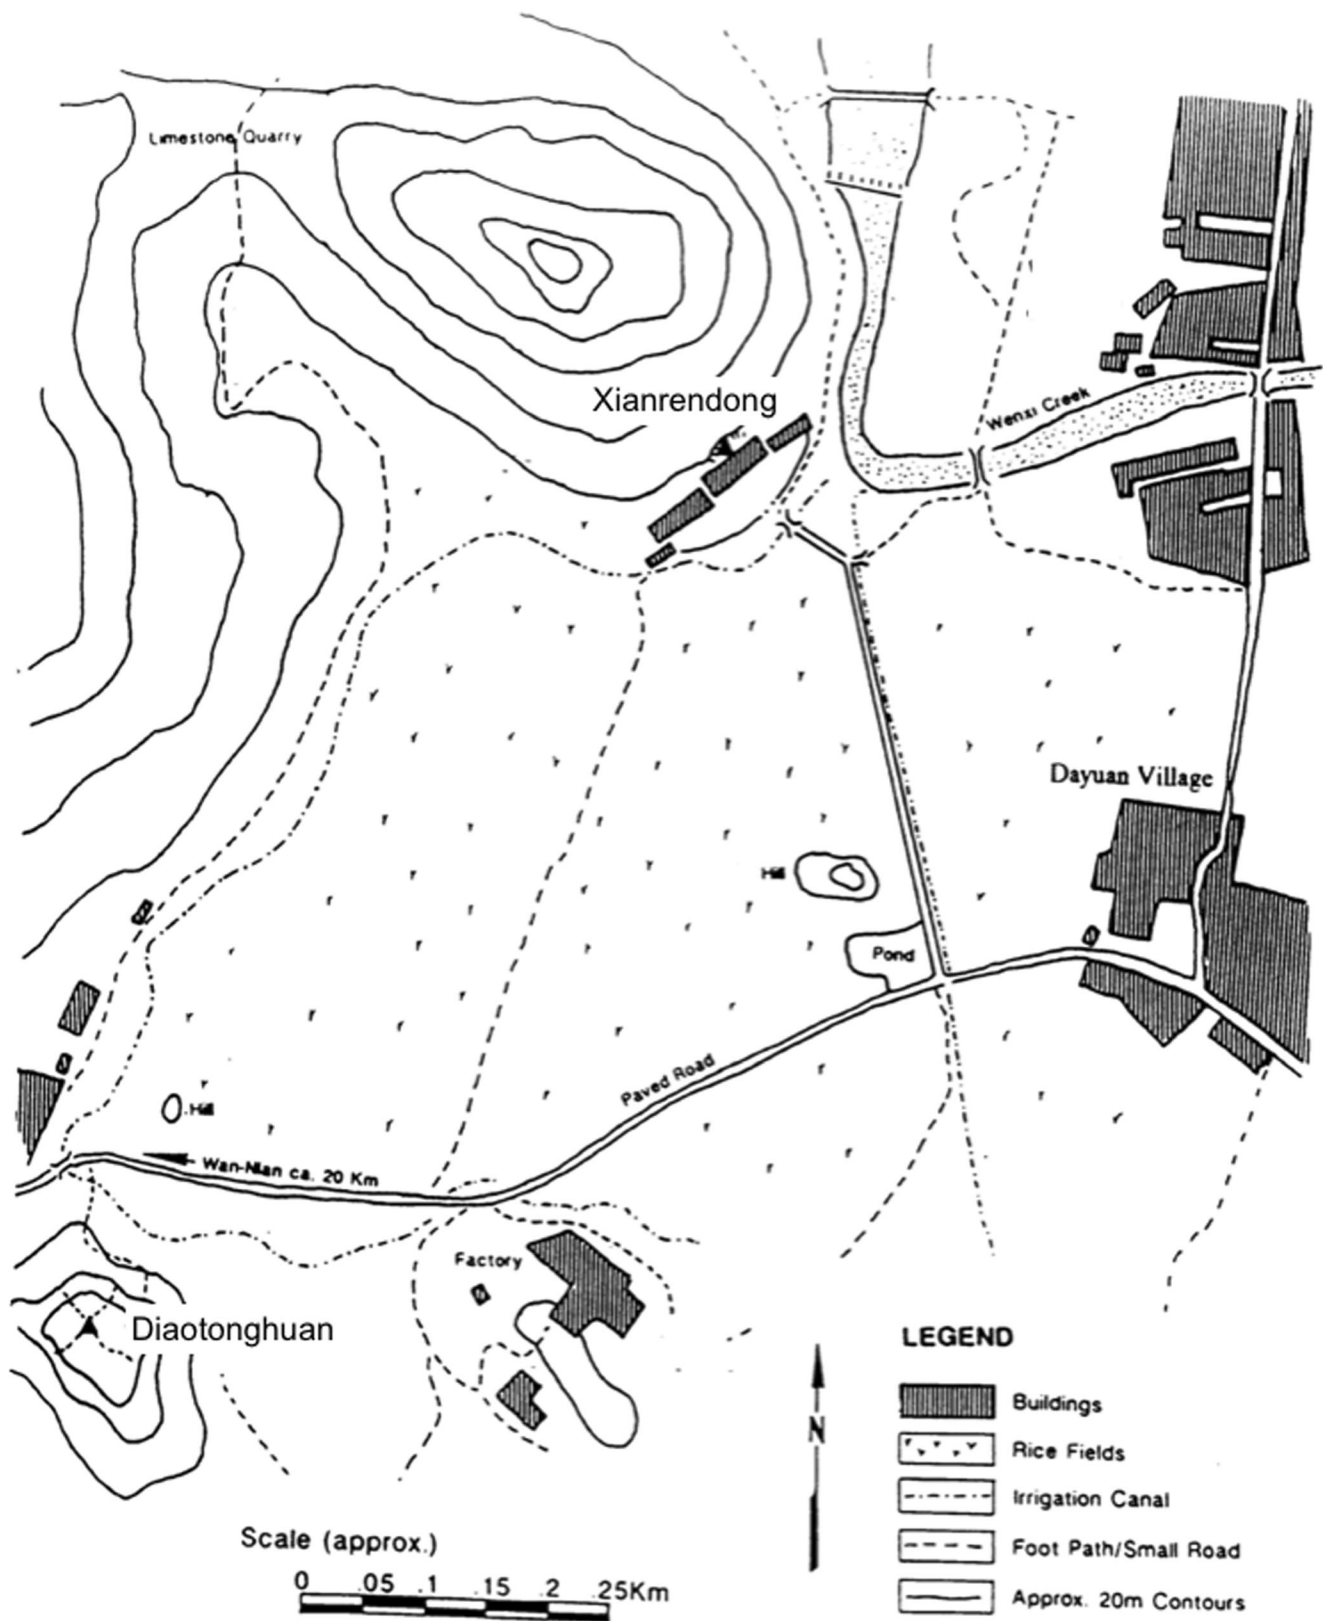 Limestone Quarry
Xianrendong
Wenxi Creek
Dayuan Village
Hill
Pond
Paved Road
Hill
Wan-Nian ca. 20 Km
Factory
Diaotonghuan
LEGEND
Buildings
N
Rice Fields
Irrigation Canal
Scale (approx.)
Foot Path/Small Road
0 .05 .1 .15 .2 .25Km
Approx. 20m Contours